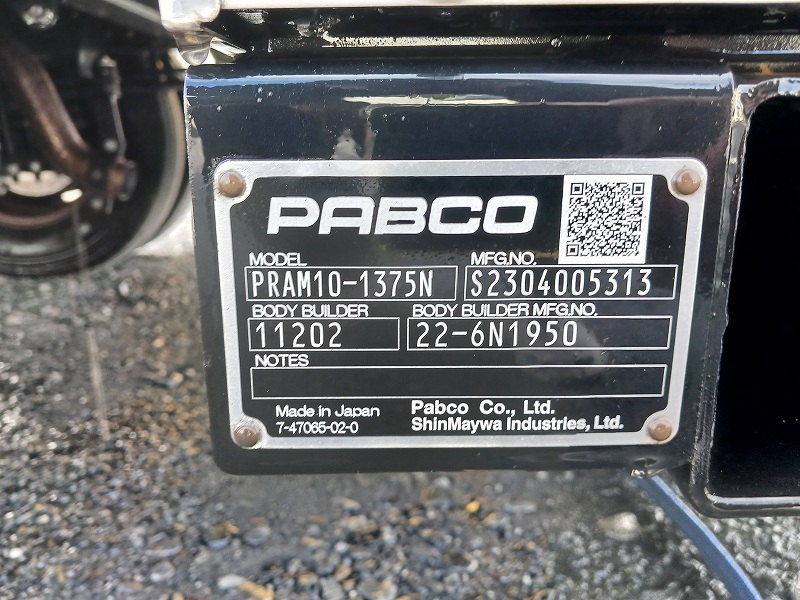 PABCO
MODEL MFG.NO.
PRAM10-1375N S2304005313
BODY BUILDER BODY BUILDER MFG.NO.
11202 22-6N1950
NOTES
Made in Japan Pabco Co., Ltd.
7-47065-02-0 ShinMaywa Industries, Ltd.